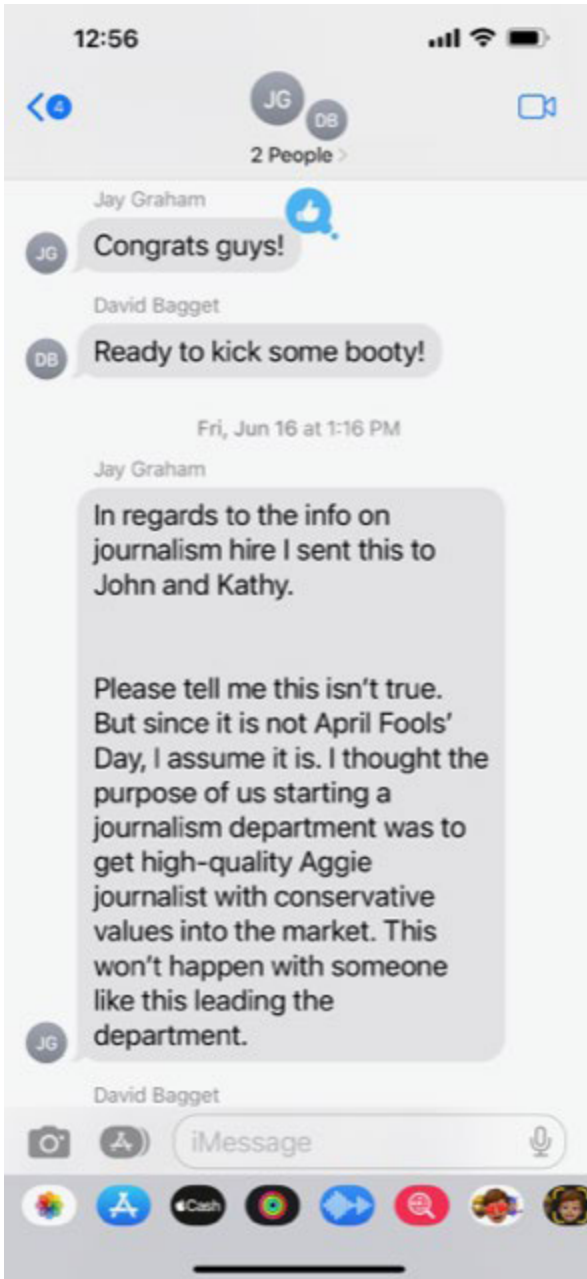 12:56
4
JG
DB
2 People >
Jay Graham
JG
Congrats guys!
David Bagget
DB
Ready to kick some booty!
Fri, Jun 16 at 1:16 PM
Jay Graham
In regards to the info on
journalism hire I sent this to
John and Kathy.
Please tell me this isn't true.
But since it is not April Fools'
Day, I assume it is. I thought the
purpose of us starting a
journalism department was to
get high-quality Aggie
journalist with conservative
values into the market. This
won't happen with someone
like this leading the
department.
JG
David Bagget
iMessage
Cash